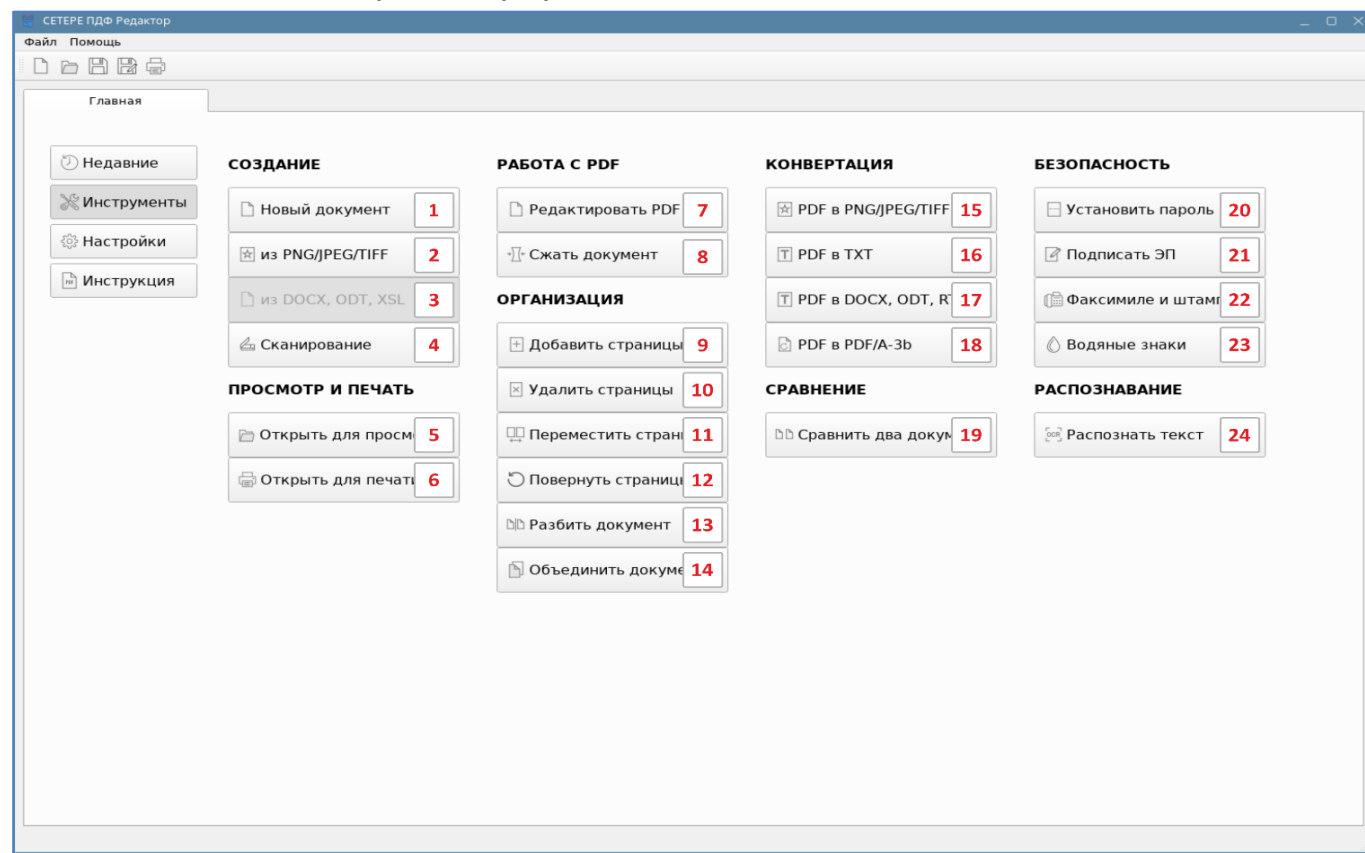 СЕТЕРЕ ПДФ Редактор
Файл Помощь
Главная
Недавние
Инструменты
Настройки
Инструкция
СОЗДАНИЕ
Новый документ 1
из PNG/JPEG/TIFF 2
из DOCX, ODT, XSL 3
Сканирование 4
ПРОСМОТР И ПЕЧАТЬ
Открыть для просм 5
Открыть для печати 6
РАБОТА С PDF
Редактировать PDF 7
Сжать документ 8
ОРГАНИЗАЦИЯ
Добавить страницы 9
Удалить страницы 10
Переместить стран 11
Повернуть страницы 12
Разбить документ 13
Объединить докуме 14
КОНВЕРТАЦИЯ
PDF в PNG/JPEG/TIFF 15
PDF в TXT 16
PDF в DOCX, ODT, R 17
PDF в PDF/A-3b 18
СРАВНЕНИЕ
Сравнить два докум 19
БЕЗОПАСНОСТЬ
Установить пароль 20
Подписать ЭП 21
Факсимиле и штамп 22
Водяные знаки 23
РАСПОЗНАВАНИЕ
Распознать текст 24